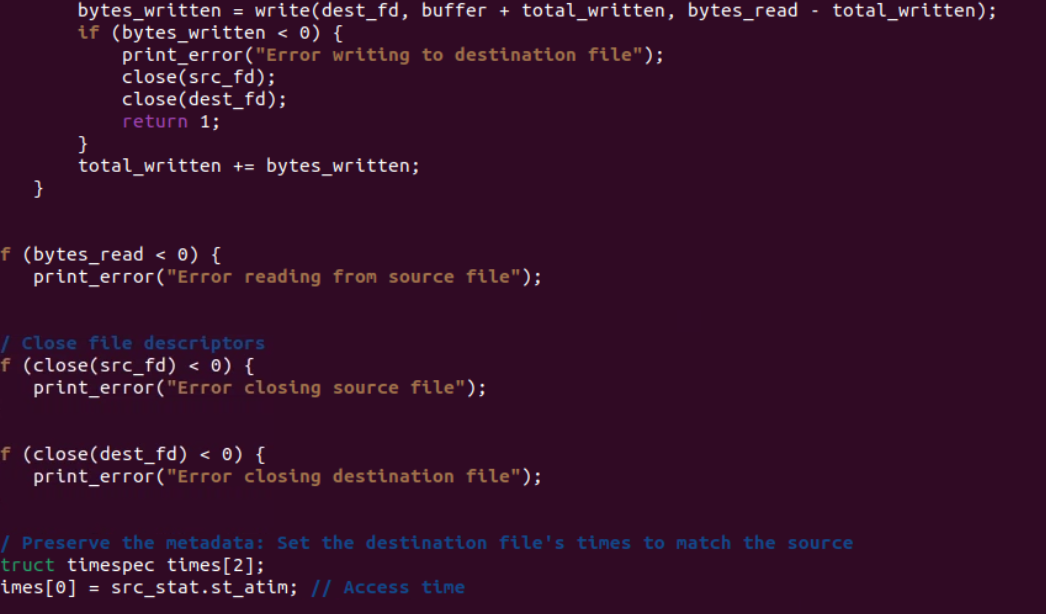 bytes_written = write(dest_fd, buffer + total_written, bytes_read - total_written);
if (bytes_written < 0) {
print_error("Error writing to destination file");
close(src_fd);
close(dest_fd);
return 1;
}
total_written += bytes_written;
}
f (bytes_read < 0) {
print_error("Error reading from source file");
/ Close file descriptors
f (close(src_fd) < 0) {
print_error("Error closing source file");
f (close(dest_fd) < 0) {
print_error("Error closing destination file");
/ Preserve the metadata: Set the destination file's times to match the source
truct timespec times[2];
imes[0] = src_stat.st_atim; // Access time